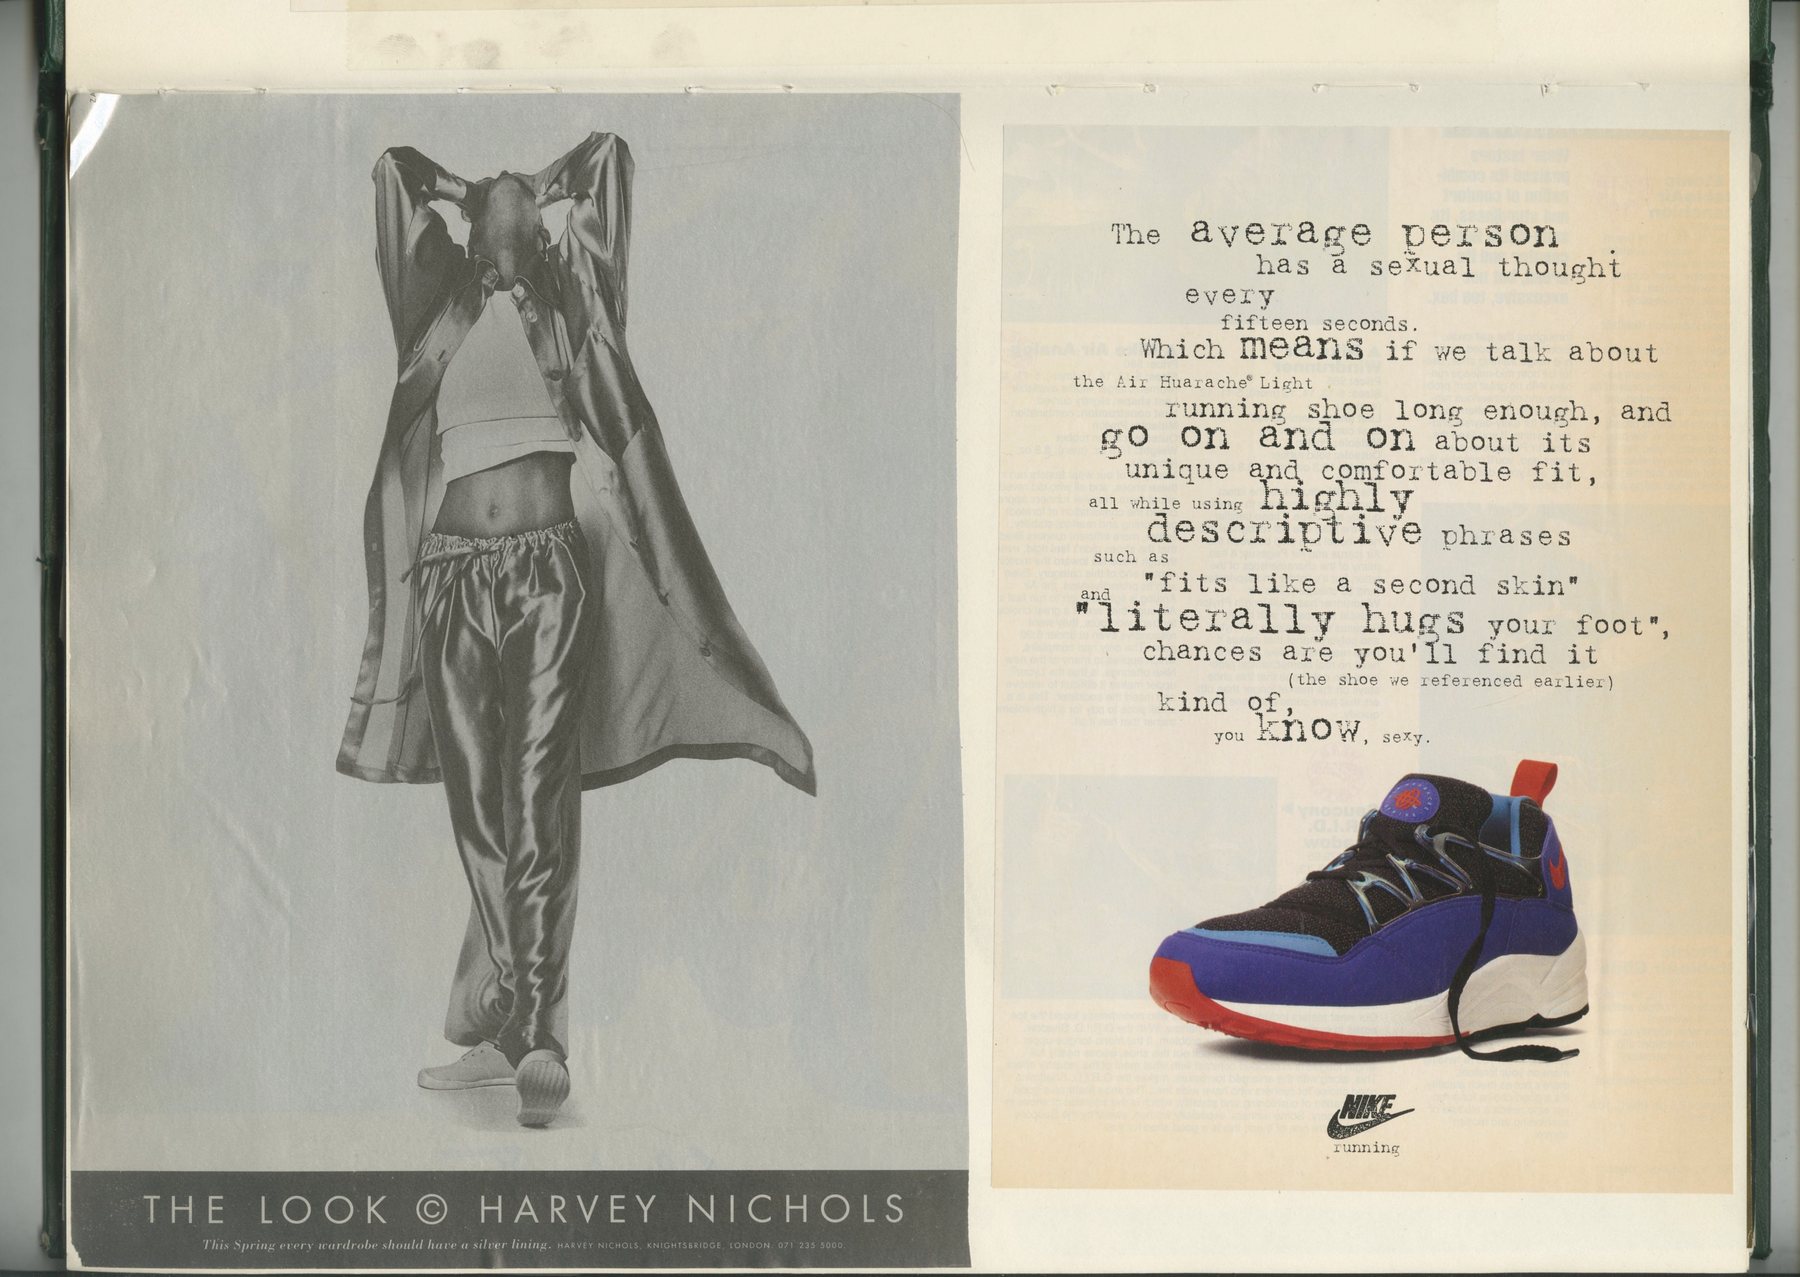 THE LOOK © HARVEY NICHOLS
This Spring every wardrobe should have a silver lining. HARVEY NICHOLS, KNIGHTSBRIDGE, LONDON. 071 235 5000.
The average person
has a sexual thought
every
fifteen seconds.
Which means if we talk about
the Air Huarache® Light
running shoe long enough, and
go on and on about its
unique and comfortable fit,
all while using highly
descriptive phrases
such as
"fits like a second skin"
and
"literally hugs your foot",
chances are you'll find it
(the shoe we referenced earlier)
kind of,
you know, sexy.
NIKE
running